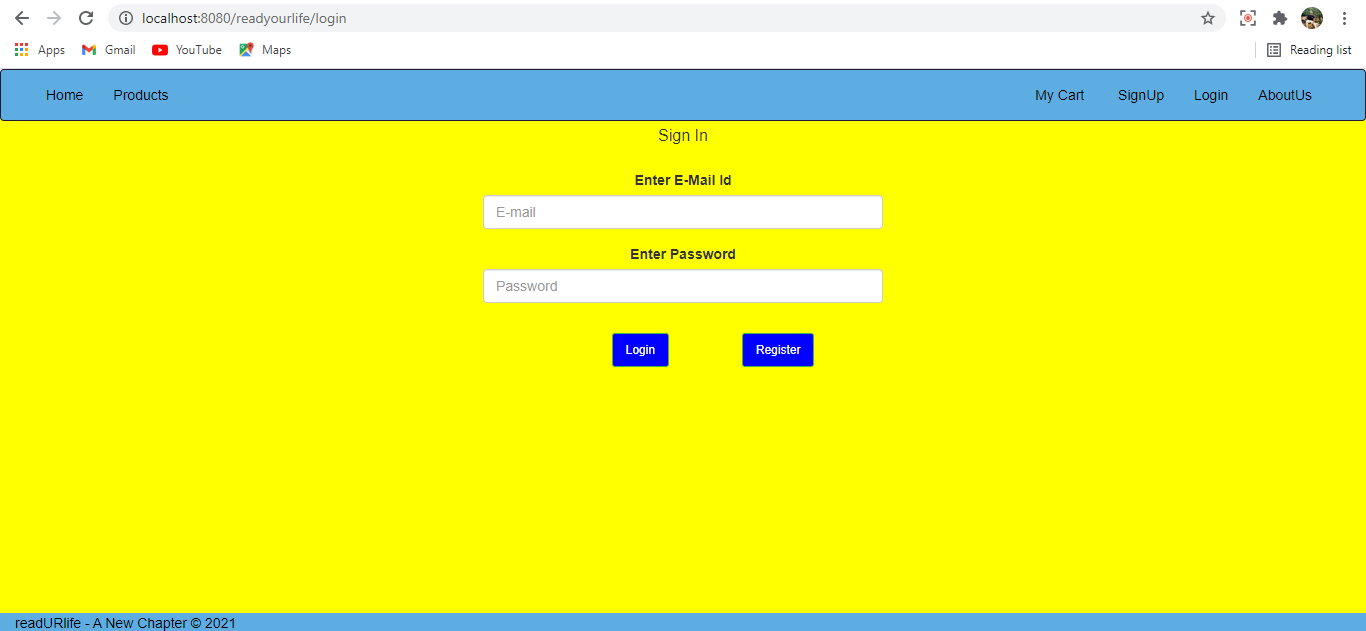 localhost:8080/readyourlife/login
Apps Gmail YouTube Maps Reading list
Home Products My Cart SignUp Login AboutUs
Sign In
Enter E-Mail Id
E-mail
Enter Password
Password
Login Register
readURlife - A New Chapter © 2021